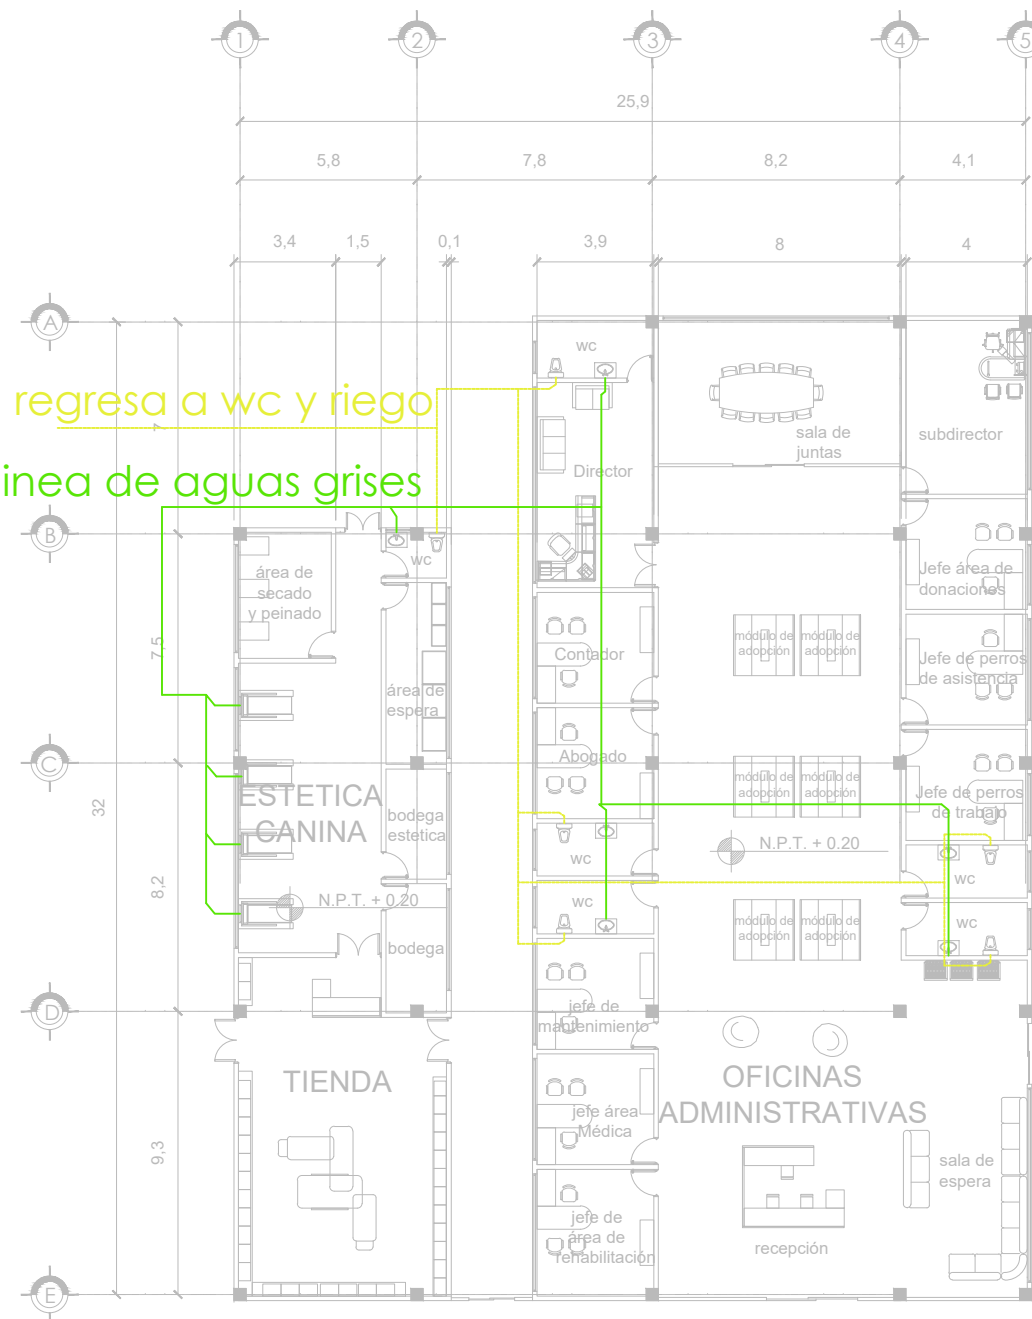 1 2 3 4 5
25,9
5,8 7,8 8,2 4,1
3,4 1,5 0,1 3,9 8 4
A
wc
regresa a wc y riego
7
sala de
juntas
subdirector
Director
inea de aguas grises
B
wc
área de
secado
y peinado
Jefe área de
donaciones
7,5
módulo de
adopción
módulo de
adopción
Contador
Jefe de perros
de asistencia
área de
espera
Abogado
C
módulo de
adopción
módulo de
adopción
Jefe de perros
de trabajo
32
ESTETICA
CANINA
bodega
estetica
N.P.T. + 0.20
wc
wc
8,2
N.P.T. + 0.20
wc
wc
módulo de
adopción
módulo de
adopción
bodega
D
jefe de
mantenimiento
TIENDA
OFICINAS
ADMINISTRATIVAS
jefe área
Médica
9,3
sala de
espera
jefe de
área de
rehabilitación
recepción
E